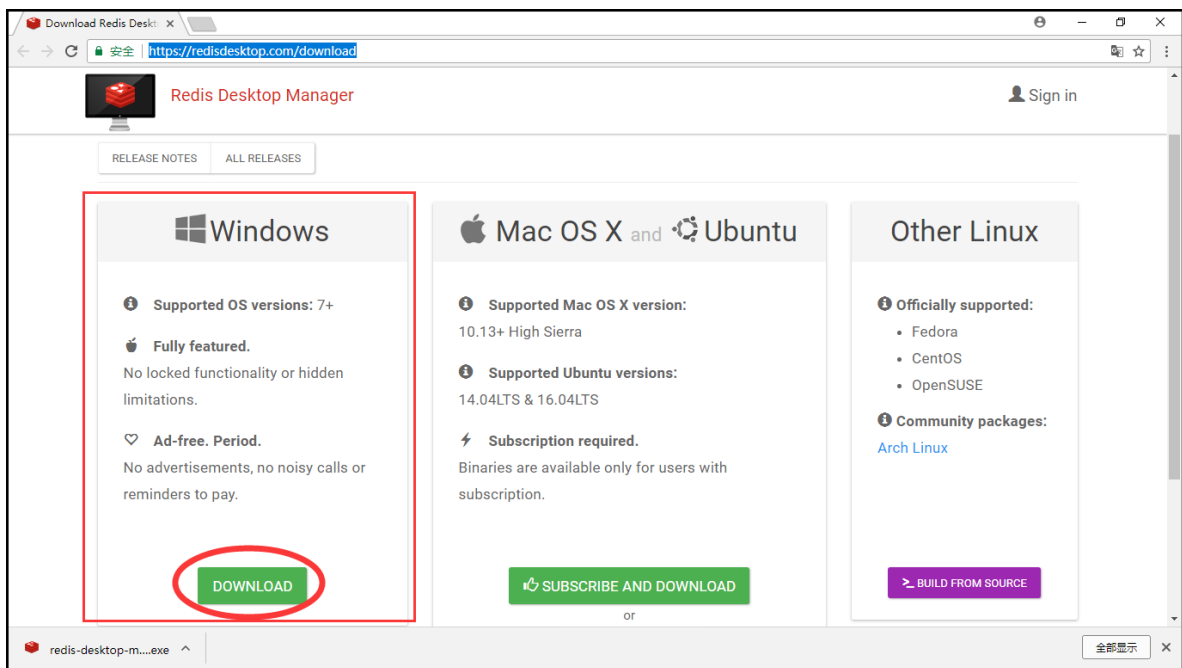 Download Redis Deskt
安全 https://redisdesktop.com/download
Redis Desktop Manager
Sign in
RELEASE NOTES
ALL RELEASES
Windows
Supported OS versions: 7+
Fully featured.
No locked functionality or hidden
limitations.
Ad-free. Period.
No advertisements, no noisy calls or
reminders to pay.
DOWNLOAD
Mac OS X and Ubuntu
Supported Mac OS X version:
10.13+ High Sierra
Supported Ubuntu versions:
14.04LTS & 16.04LTS
Subscription required.
Binaries are available only for users with
subscription.
SUBSCRIBE AND DOWNLOAD
or
Other Linux
Officially supported:
Fedora
CentOS
OpenSUSE
Community packages:
Arch Linux
BUILD FROM SOURCE
redis-desktop-m....exe
全部显示